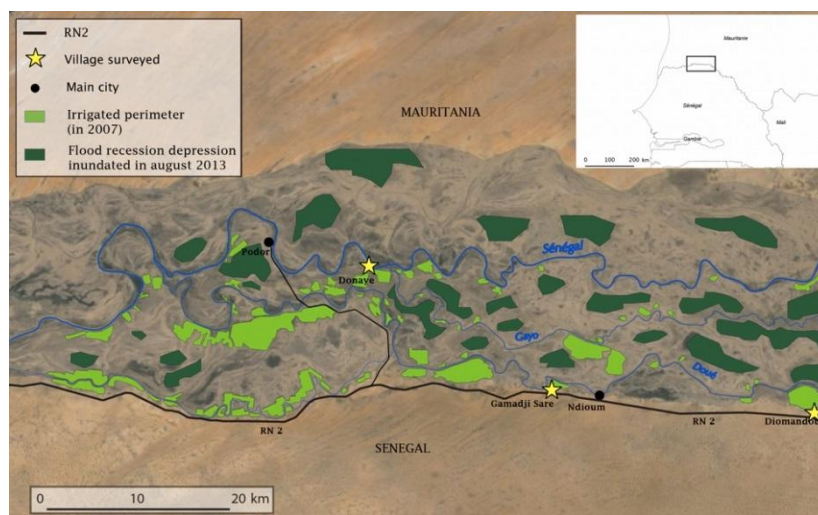 RN2
Village surveyed
Main city
Irrigated perimeter
(in 2007)
Flood recession depression
inundated in august 2013
Mauritanie
Sénégal
Mali
Gambie
0 100 200 km
MAURITANIA
Podor
Donaye
Sénégal
Gayo
Doué
Gamadji Sare
Ndioum
RN 2
Diomandou
RN 2
SENEGAL
0 10 20 km